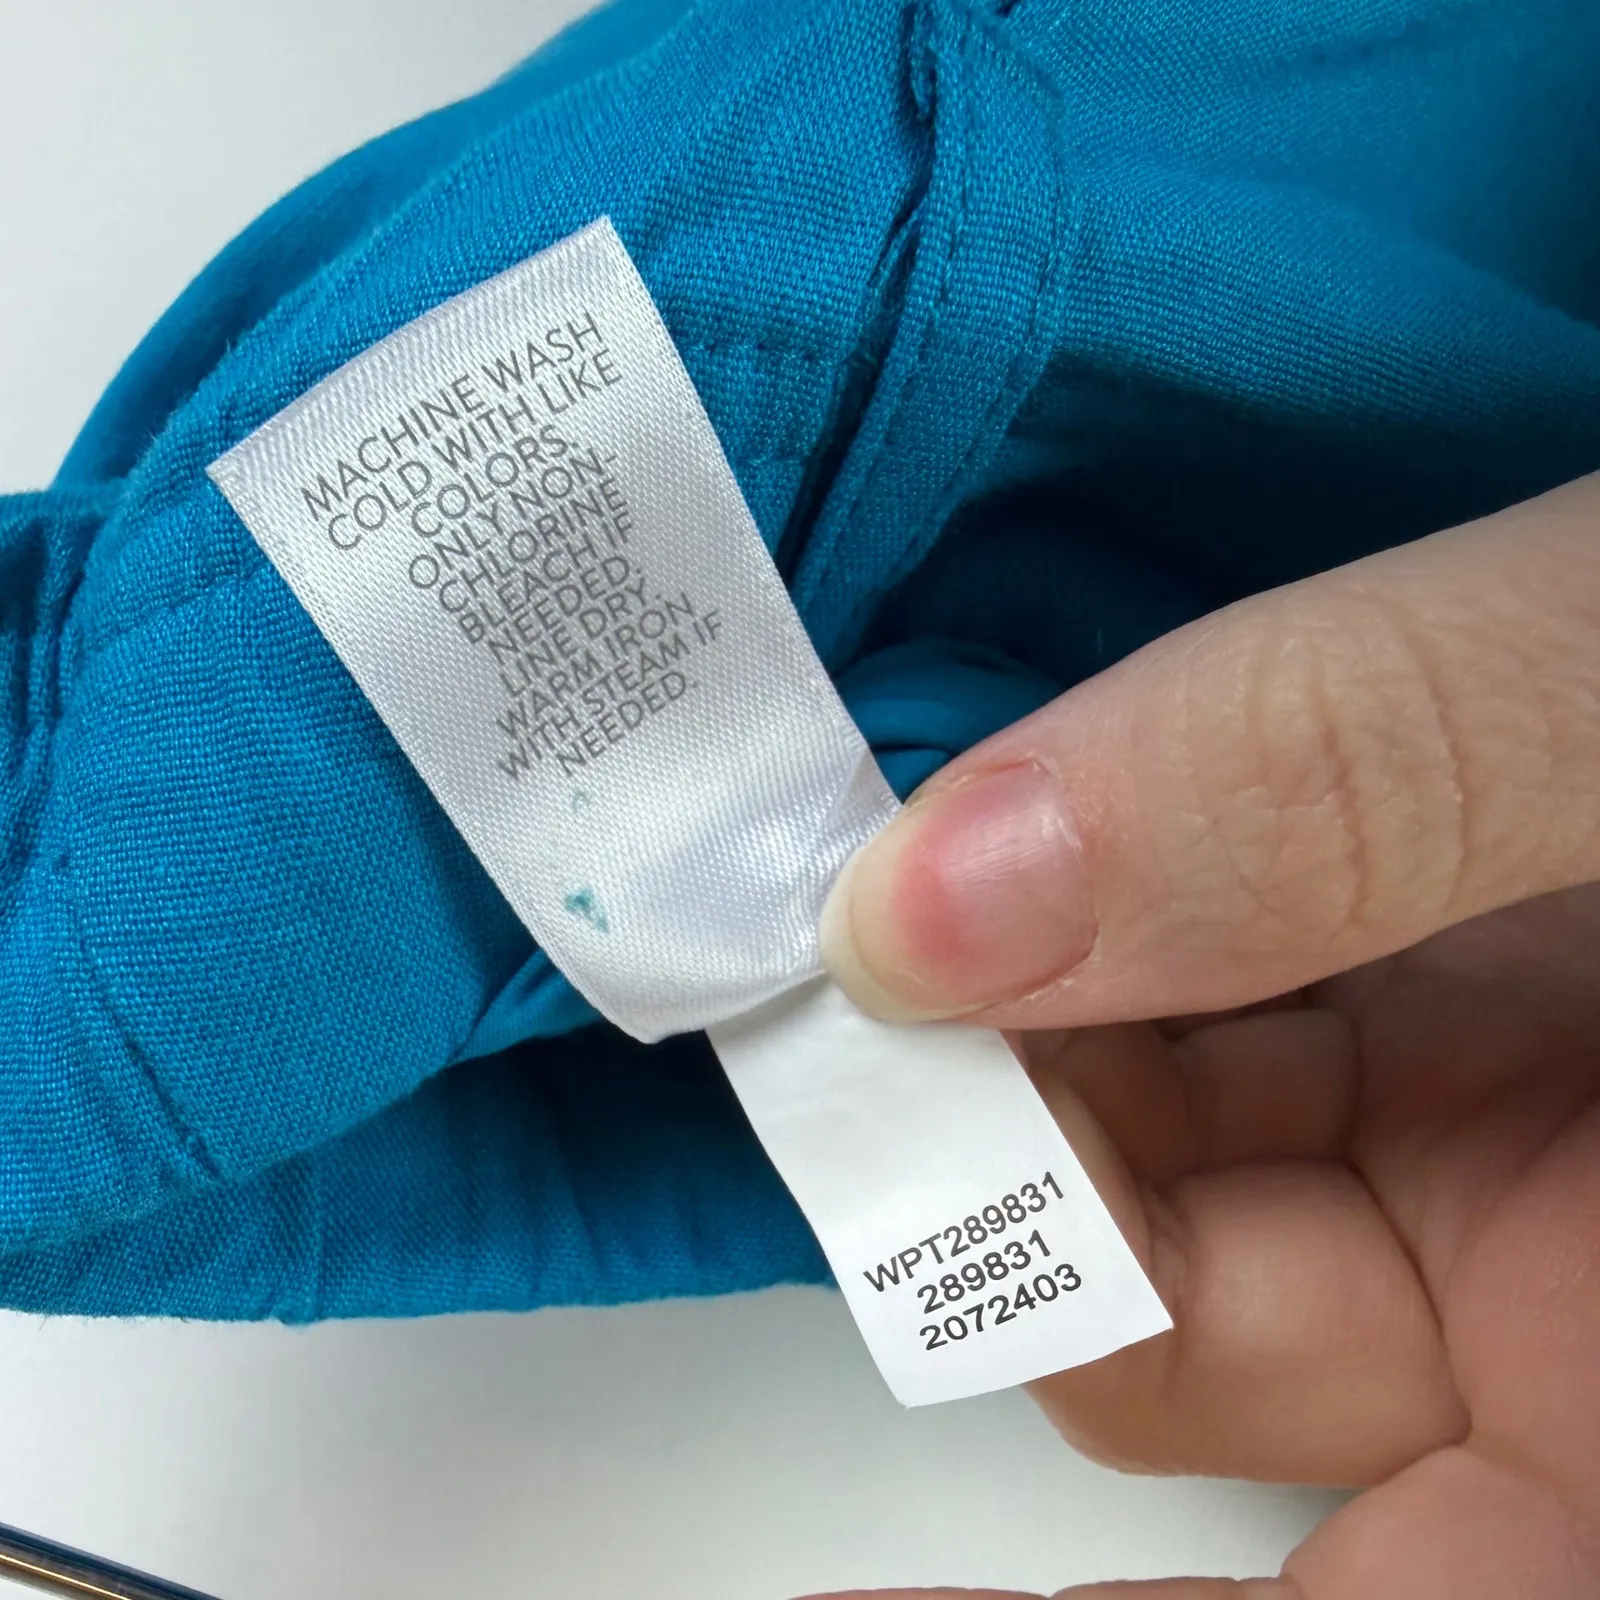 MACHINE WASH
COLD WITH LIKE
COLORS.
ONLY NON-
CHLORINE
BLEACH IF
NEEDED.
LINE DRY.
WARM IRON
WITH STEAM IF
NEEDED.
WPT289831
289831
2072403